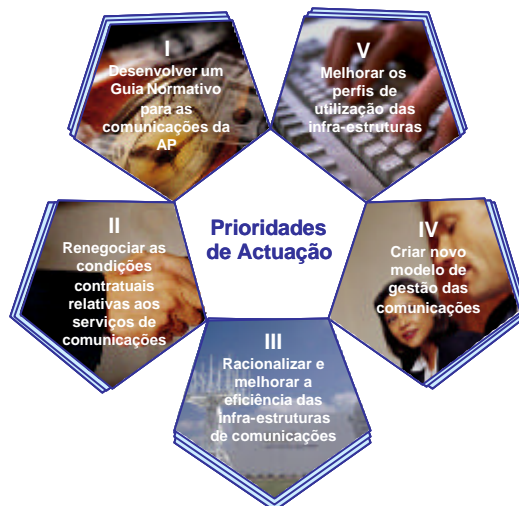 I
Desenvolver um
Guia Normativo
para as
comunicações da
AP
V
Melhorar os
perfis de
utilização das
infra-estruturas
Prioridades
de Actuação
II
Renegociar as
condições
contratuais
relativas aos
serviços de
comunicações
IV
Criar novo
modelo de
gestão das
comunicações
III
Racionalizar e
melhorar a
eficiência das
infra-estruturas
de comunicações